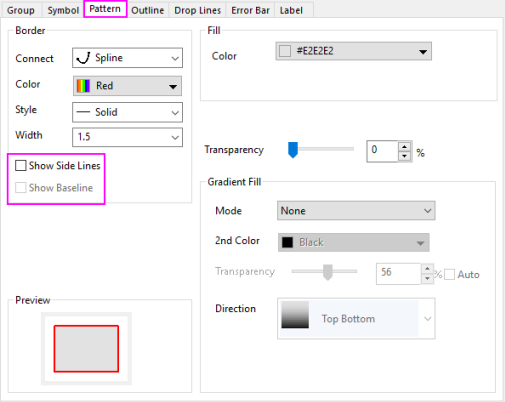 Group Symbol Pattern Outline Drop Lines Error Bar Label
Border
Connect Spline
Color Red
Style Solid
Width 1.5
Show Side Lines
Show Baseline
Preview
Fill
Color #E2E2E2
Transparency 0 %
Gradient Fill
Mode None
2nd Color Black
Transparency 56 % Auto
Direction Top Bottom